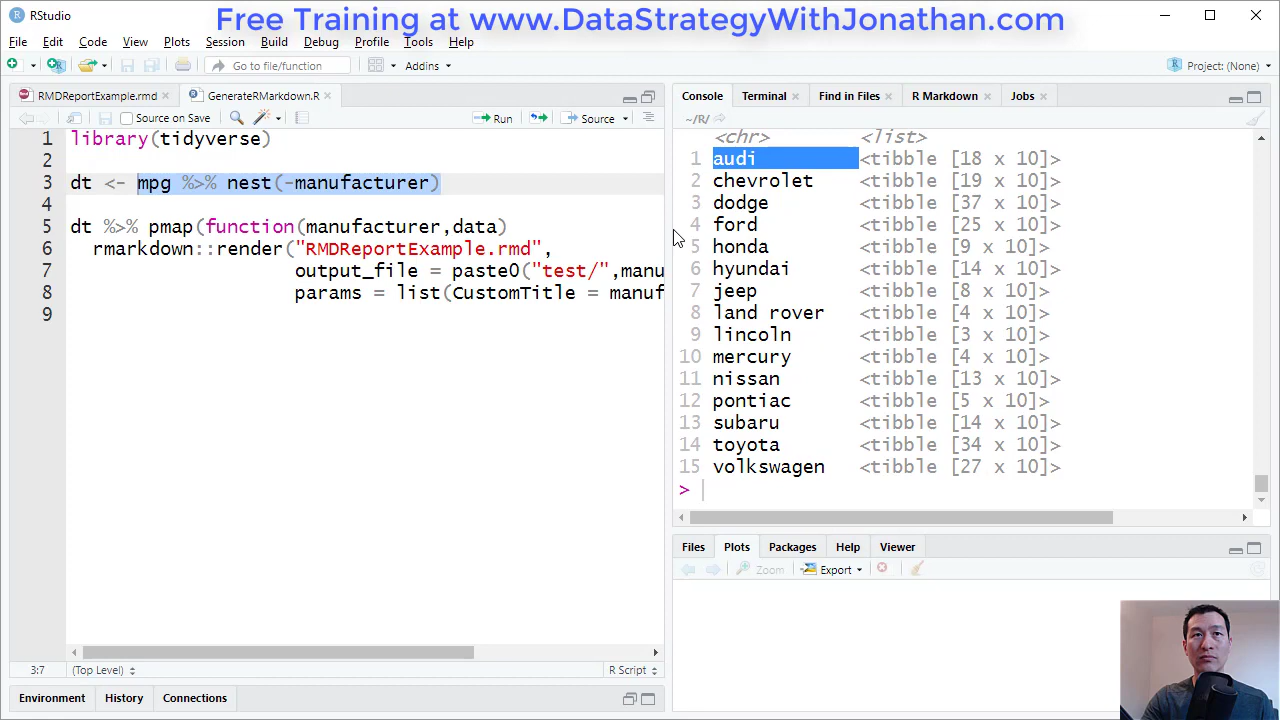 RStudio
Free Training at www.DataStrategyWithJonathan.com
File Edit Code View Plots Session Build Debug Profile Tools Help
Go to file/function Addins Project: (None)
RMDReportExample.rmd GenerateRMarkdown.R
Source on Save Run Source
1 library(tidyverse)
2
3 dt <- mpg %>% nest(-manufacturer)
4
5 dt %>% pmap(function(manufacturer,data)
6 rmarkdown::render("RMDReportExample.rmd",
7 output_file = paste0("test/",manu
8 params = list(CustomTitle = manuf
9
3:7 (Top Level) R Script
Environment History Connections
Console Terminal Find in Files R Markdown Jobs
~/R/
<chr> <list>
1 audi <tibble [18 x 10]>
2 chevrolet <tibble [19 x 10]>
3 dodge <tibble [37 x 10]>
4 ford <tibble [25 x 10]>
5 honda <tibble [9 x 10]>
6 hyundai <tibble [14 x 10]>
7 jeep <tibble [8 x 10]>
8 land rover <tibble [4 x 10]>
9 lincoln <tibble [3 x 10]>
10 mercury <tibble [4 x 10]>
11 nissan <tibble [13 x 10]>
12 pontiac <tibble [5 x 10]>
13 subaru <tibble [14 x 10]>
14 toyota <tibble [34 x 10]>
15 volkswagen <tibble [27 x 10]>
>
Files Plots Packages Help Viewer
Zoom Export